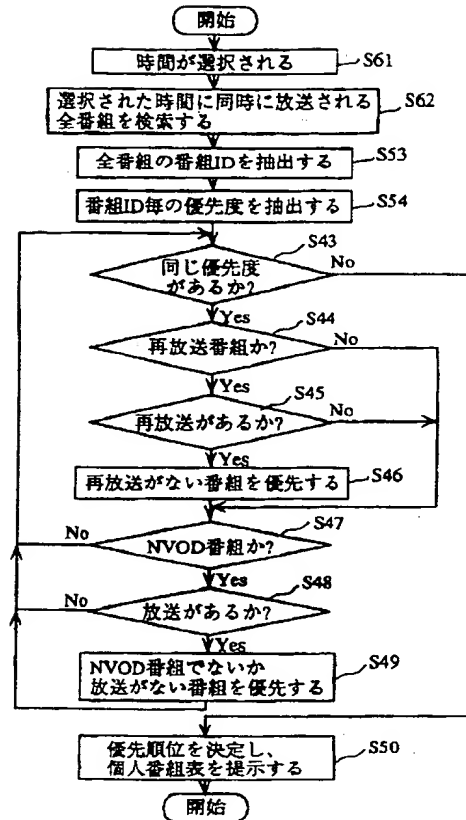 開始
時間が選択される
S61
選択された時間に同時に放送される
全番組を検索する
S62
全番組の番組IDを抽出する
S53
番組ID毎の優先度を抽出する
S54
S43
同じ優先度
があるか?
No
Yes
S44
再放送番組か?
No
Yes
S45
再放送があるか?
No
Yes
再放送がない番組を優先する
S46
S47
No
NVOD番組か?
Yes
S48
No
放送があるか?
Yes
NVOD番組でないか
放送がない番組を優先する
S49
優先順位を決定し、
個人番組表を提示する
S50
開始